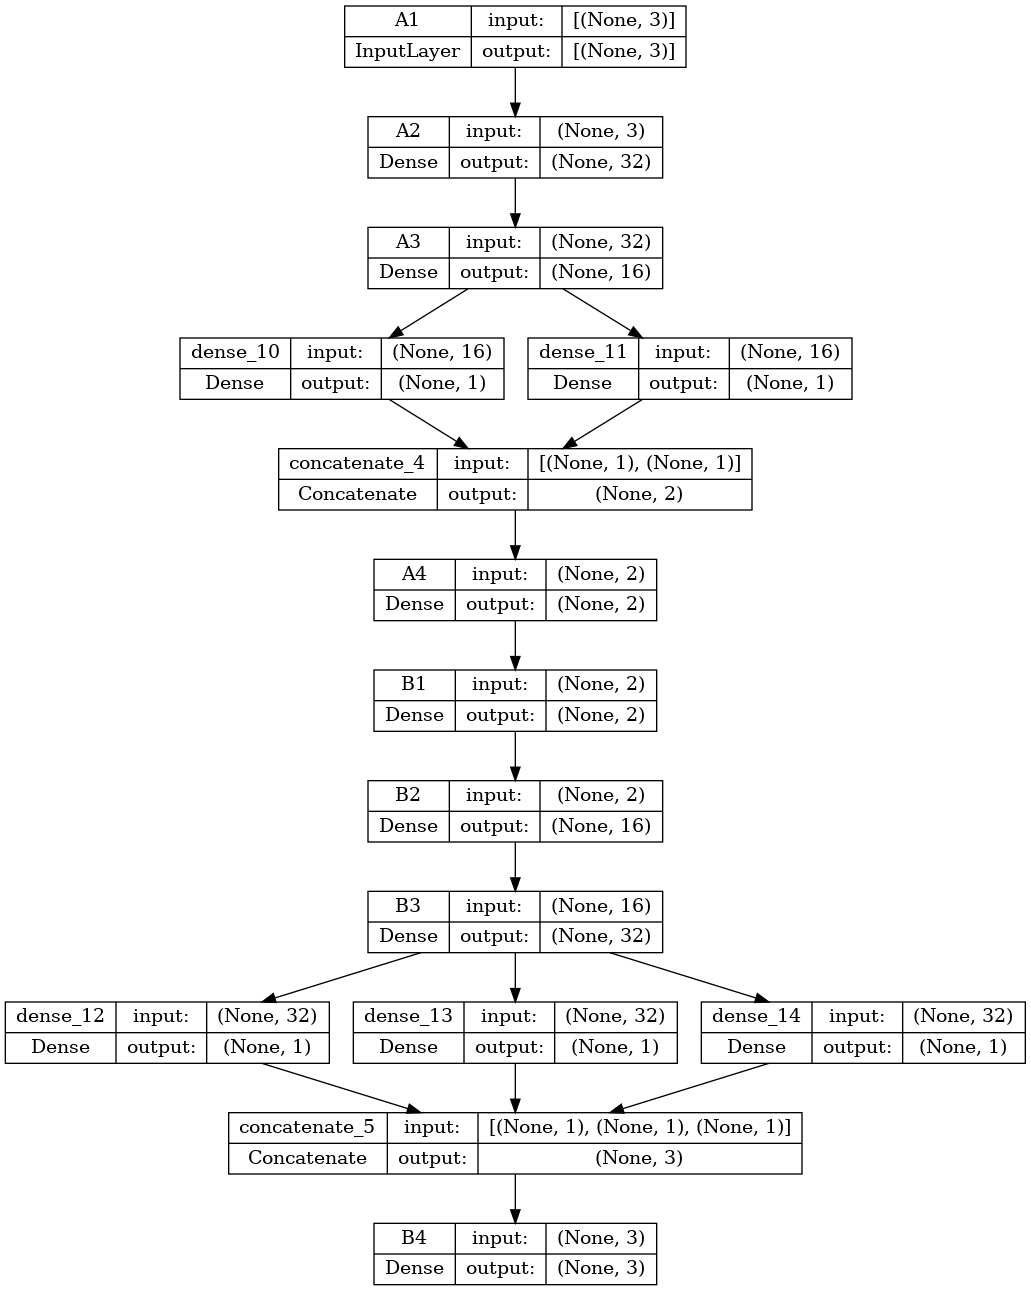 A1 input: [(None, 3)]
InputLayer output: [(None, 3)]
A2 input: (None, 3)
Dense output: (None, 32)
A3 input: (None, 32)
Dense output: (None, 16)
dense_10 input: (None, 16)
Dense output: (None, 1)
dense_11 input: (None, 16)
Dense output: (None, 1)
concatenate_4 input: [(None, 1), (None, 1)]
Concatenate output: (None, 2)
A4 input: (None, 2)
Dense output: (None, 2)
B1 input: (None, 2)
Dense output: (None, 2)
B2 input: (None, 2)
Dense output: (None, 16)
B3 input: (None, 16)
Dense output: (None, 32)
dense_12 input: (None, 32)
Dense output: (None, 1)
dense_13 input: (None, 32)
Dense output: (None, 1)
dense_14 input: (None, 32)
Dense output: (None, 1)
concatenate_5 input: [(None, 1), (None, 1), (None, 1)]
Concatenate output: (None, 3)
B4 input: (None, 3)
Dense output: (None, 3)